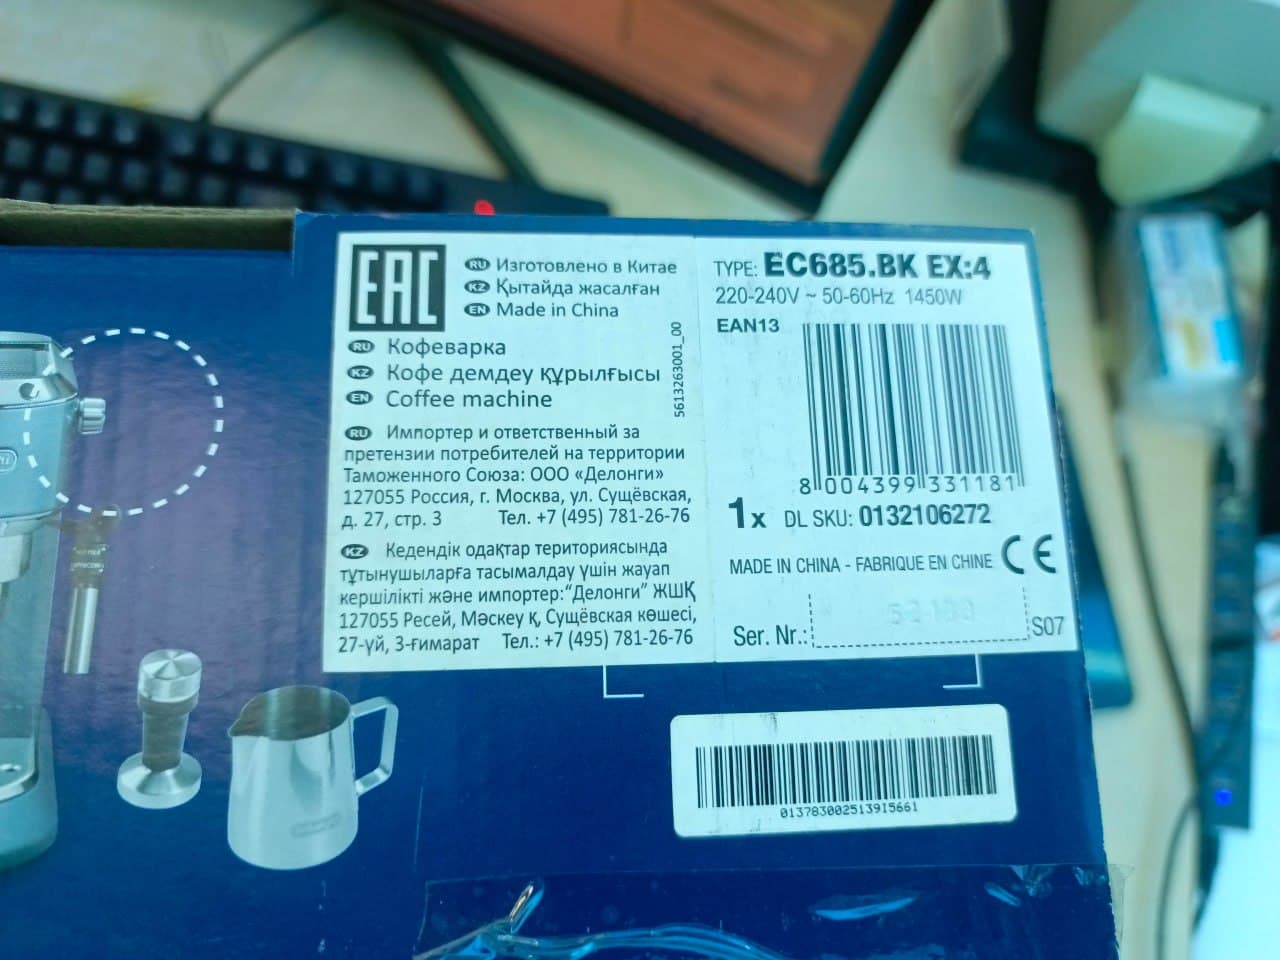 EAC
RU Изготовлено в Китае
KZ Қытайда жасалған
EN Made in China
RU Кофеварка
KZ Кофе демдеу құрылғысы
EN Coffee machine
5613263001_00
RU Импортер и ответственный за
претензии потребителей на территории
Таможенного Союза: ООО «Делонги»
127055 Россия, г. Москва, ул. Сущёвская,
д. 27, стр. 3 Тел. +7 (495) 781-26-76
KZ Кедендік одақтар териториясында
тұтынушыларға тасымалдау үшін жауап
кершілікті және импортер:"Делонги" ЖШҚ
127055 Ресей, Мәскеу қ, Сущёвская көшесі,
27-үй, 3-ғимарат Тел.: +7 (495) 781-26-76
TYPE: EC685.BK EX:4
220-240V ~ 50-60Hz 1450W
EAN13
8 004399 331181
1x DL SKU: 0132106272
MADE IN CHINA - FABRIQUE EN CHINE CE
Ser. Nr.: S07
013783002513915661